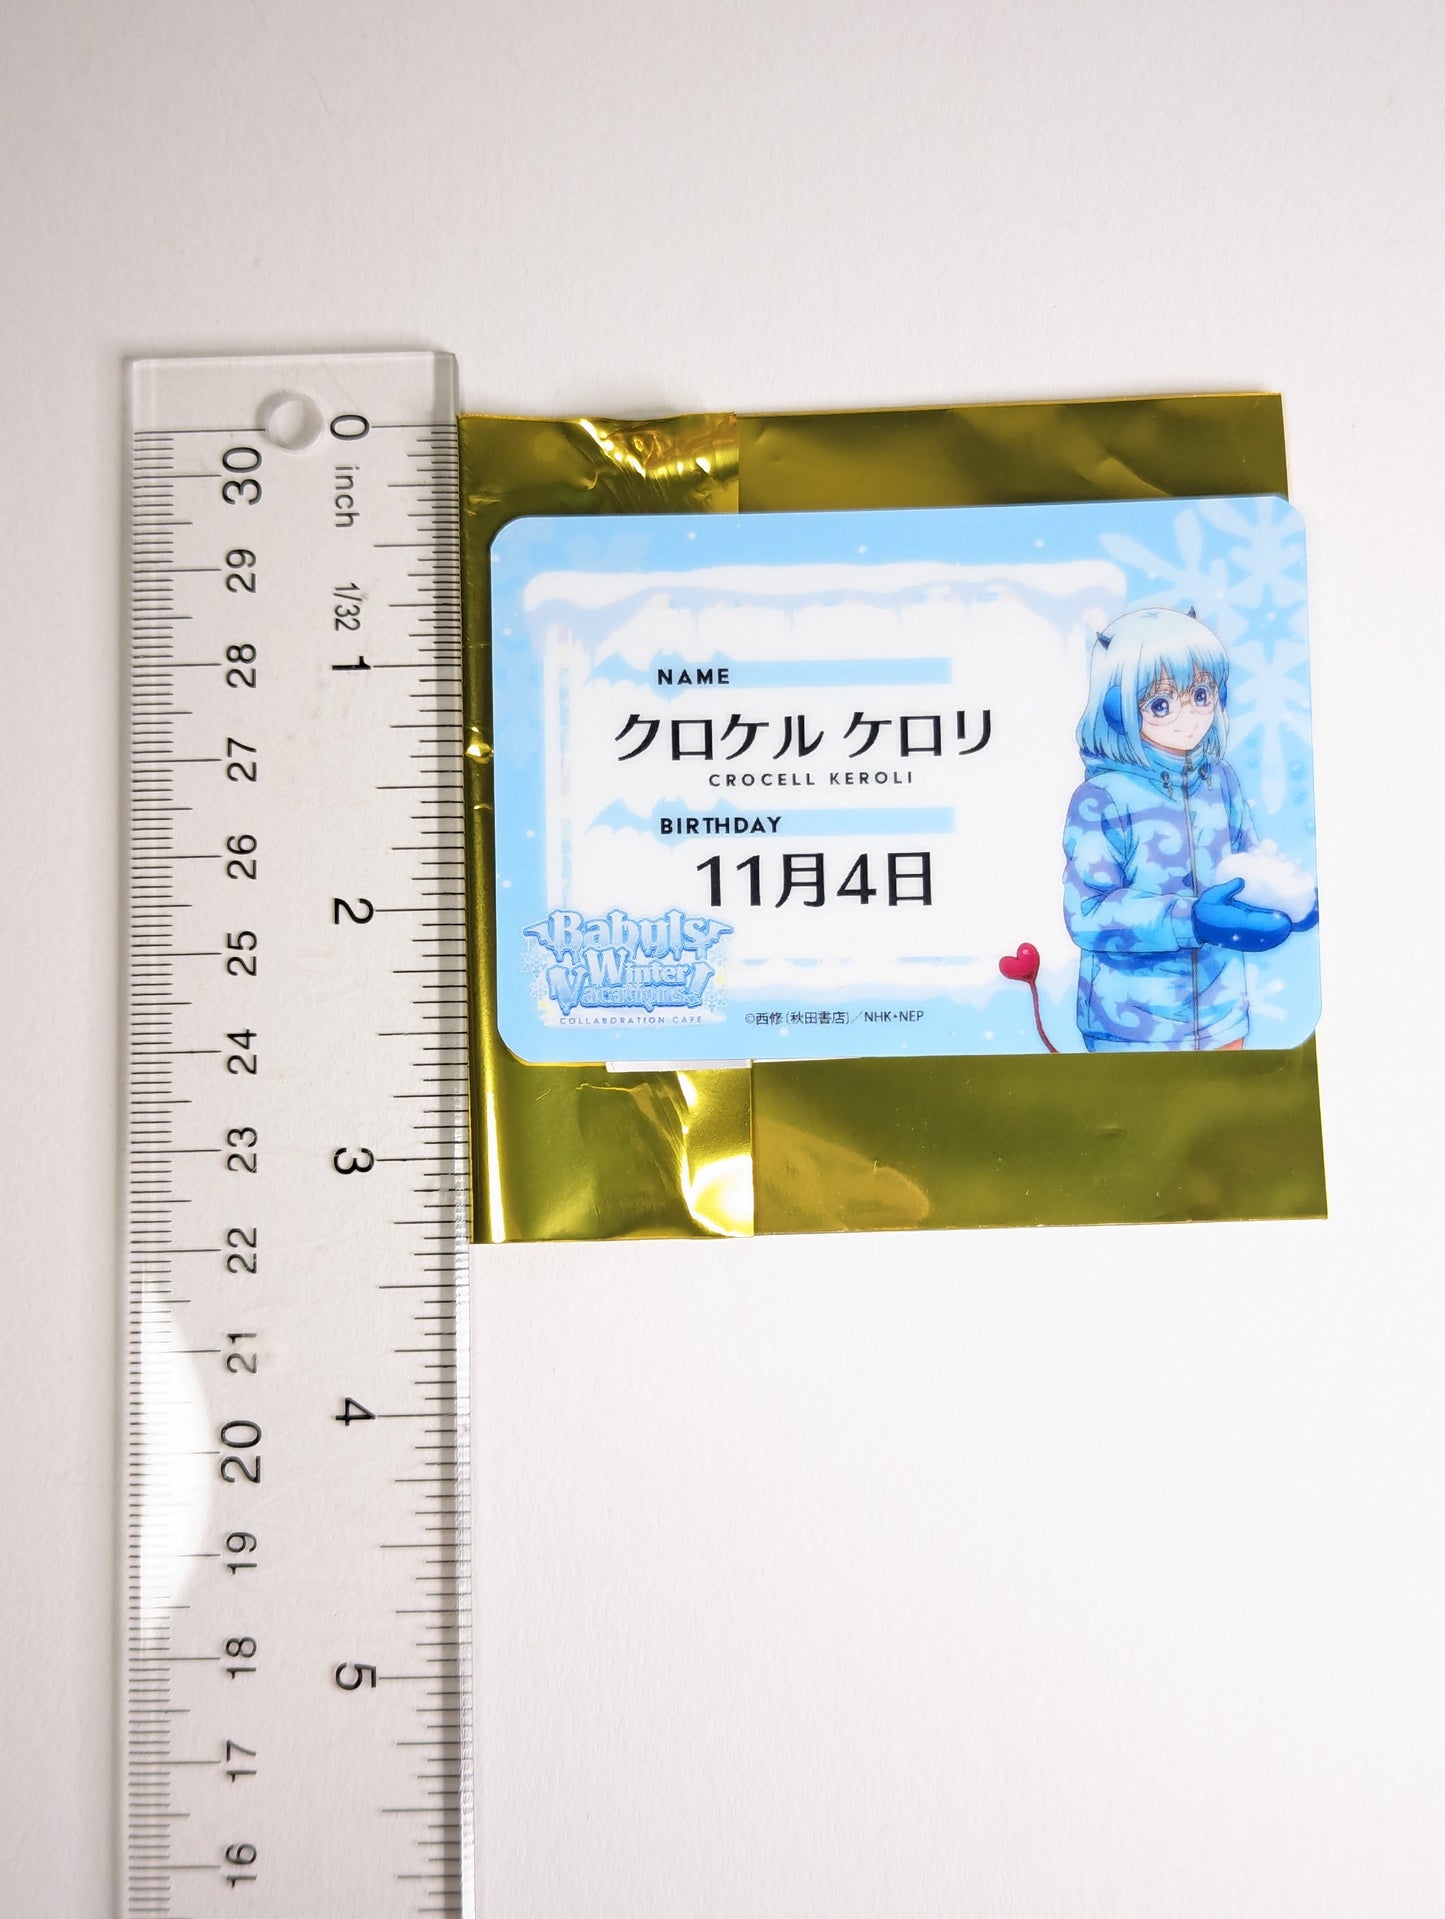 0
inch
1/32
1
2
3
4
5
30
29
28
27
26
25
24
23
22
21
20
19
18
17
16
NAME
クロケル ケロリ
CROCELL KEROLI
BIRTHDAY
11月4日
Babyls
Winter
Vacations!
COLLABORATION CAFE
©西修(秋田書店)／NHK・NEP